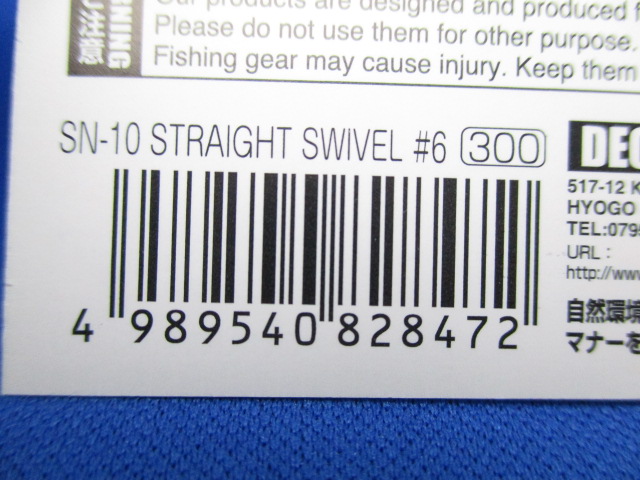 WARNING
Our products are designed and produced f
Please do not use them for other purpose.
Fishing gear may cause injury. Keep them
SN-10 STRAIGHT SWIVEL #6 300
4 989540 828472
DEC
517-12 K
HYOGO
TEL:079
URL :
http://www
自然環境
マナーを